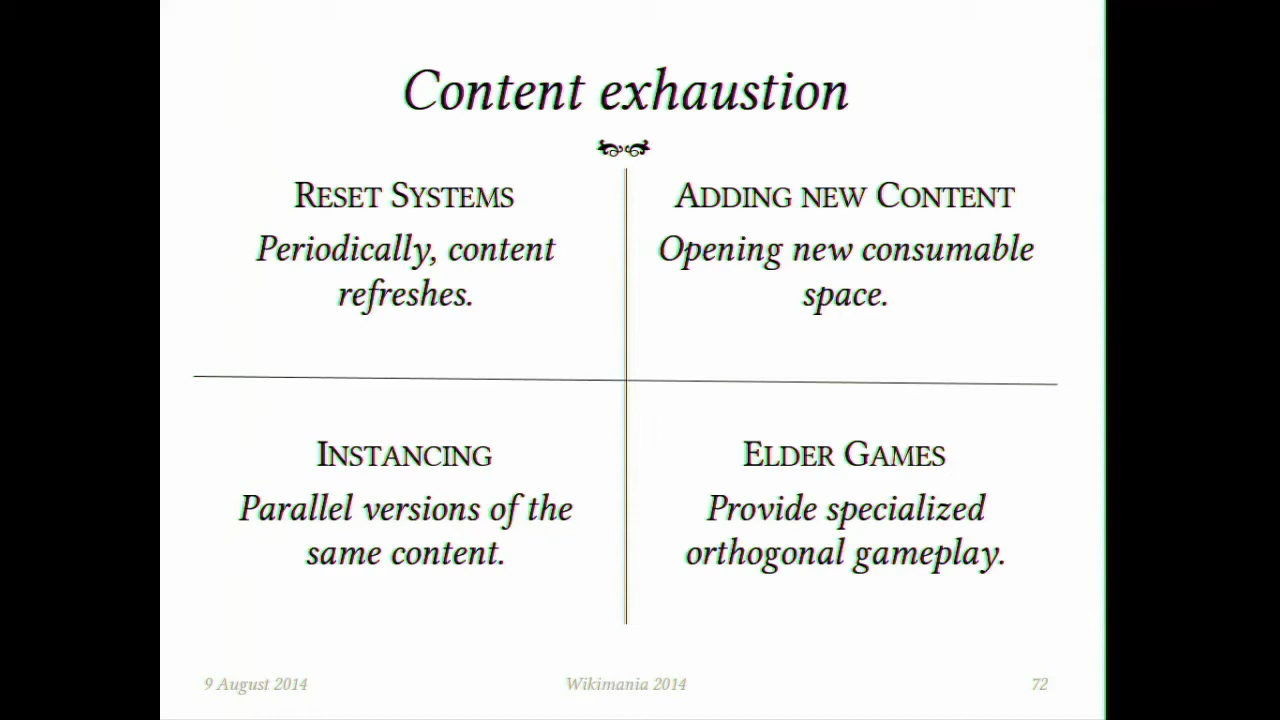 Content exhaustion
RESET SYSTEMS
Periodically, content
refreshes.
ADDING NEW CONTENT
Opening new consumable
space.
INSTANCING
Parallel versions of the
same content.
ELDER GAMES
Provide specialized
orthogonal gameplay.
9 August 2014
Wikimania 2014
72